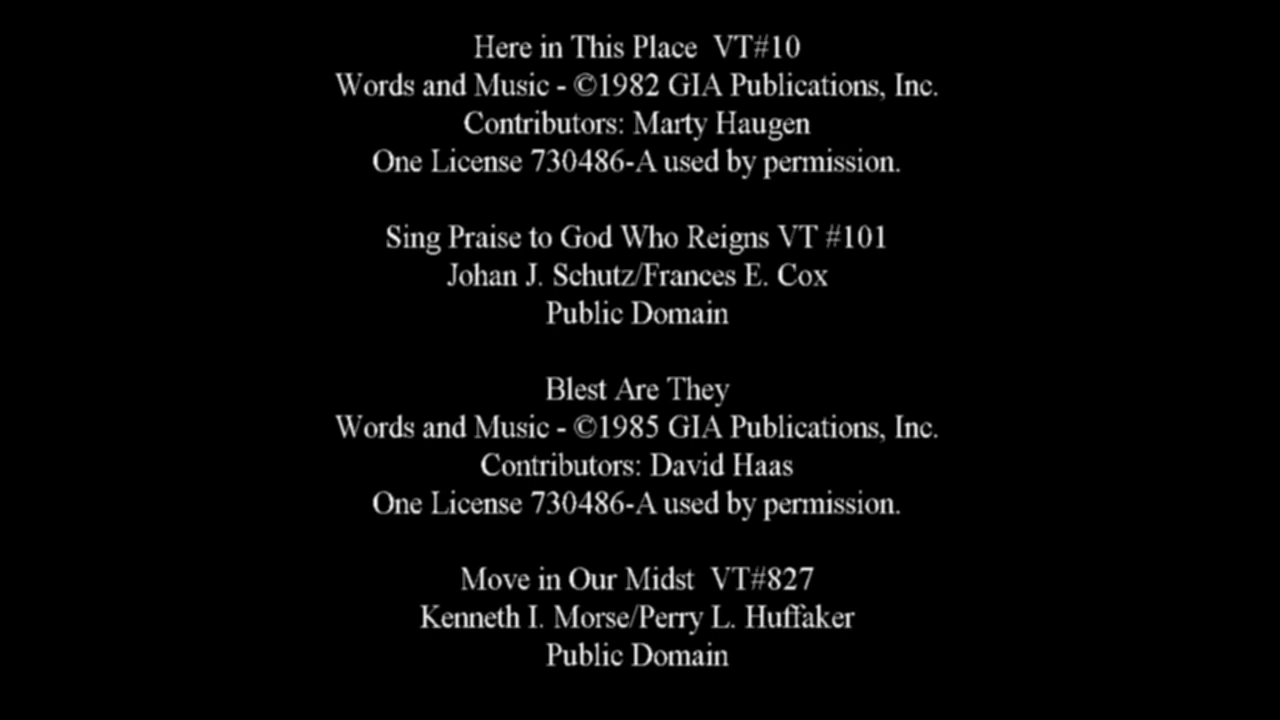 Here in This Place VT#10
Words and Music - ©1982 GIA Publications, Inc.
Contributors: Marty Haugen
One License 730486-A used by permission.
Sing Praise to God Who Reigns VT #101
Johan J. Schutz/Frances E. Cox
Public Domain
Blest Are They
Words and Music - ©1985 GIA Publications, Inc.
Contributors: David Haas
One License 730486-A used by permission.
Move in Our Midst VT#827
Kenneth I. Morse/Perry L. Huffaker
Public Domain